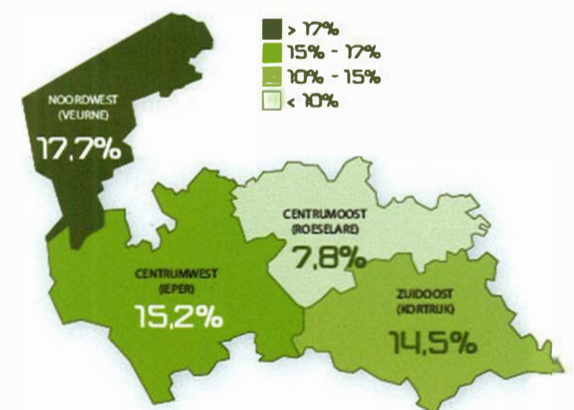 > 17%
15% - 17%
10% - 15%
< 10%
NOORDWEST
(VEURNE)
17,7%
CENTRUMOOST
(ROESELARE)
7,8%
CENTRUMWEST
(IEPER)
15,2%
ZUIDOOST
(KORTRIJK)
14,5%